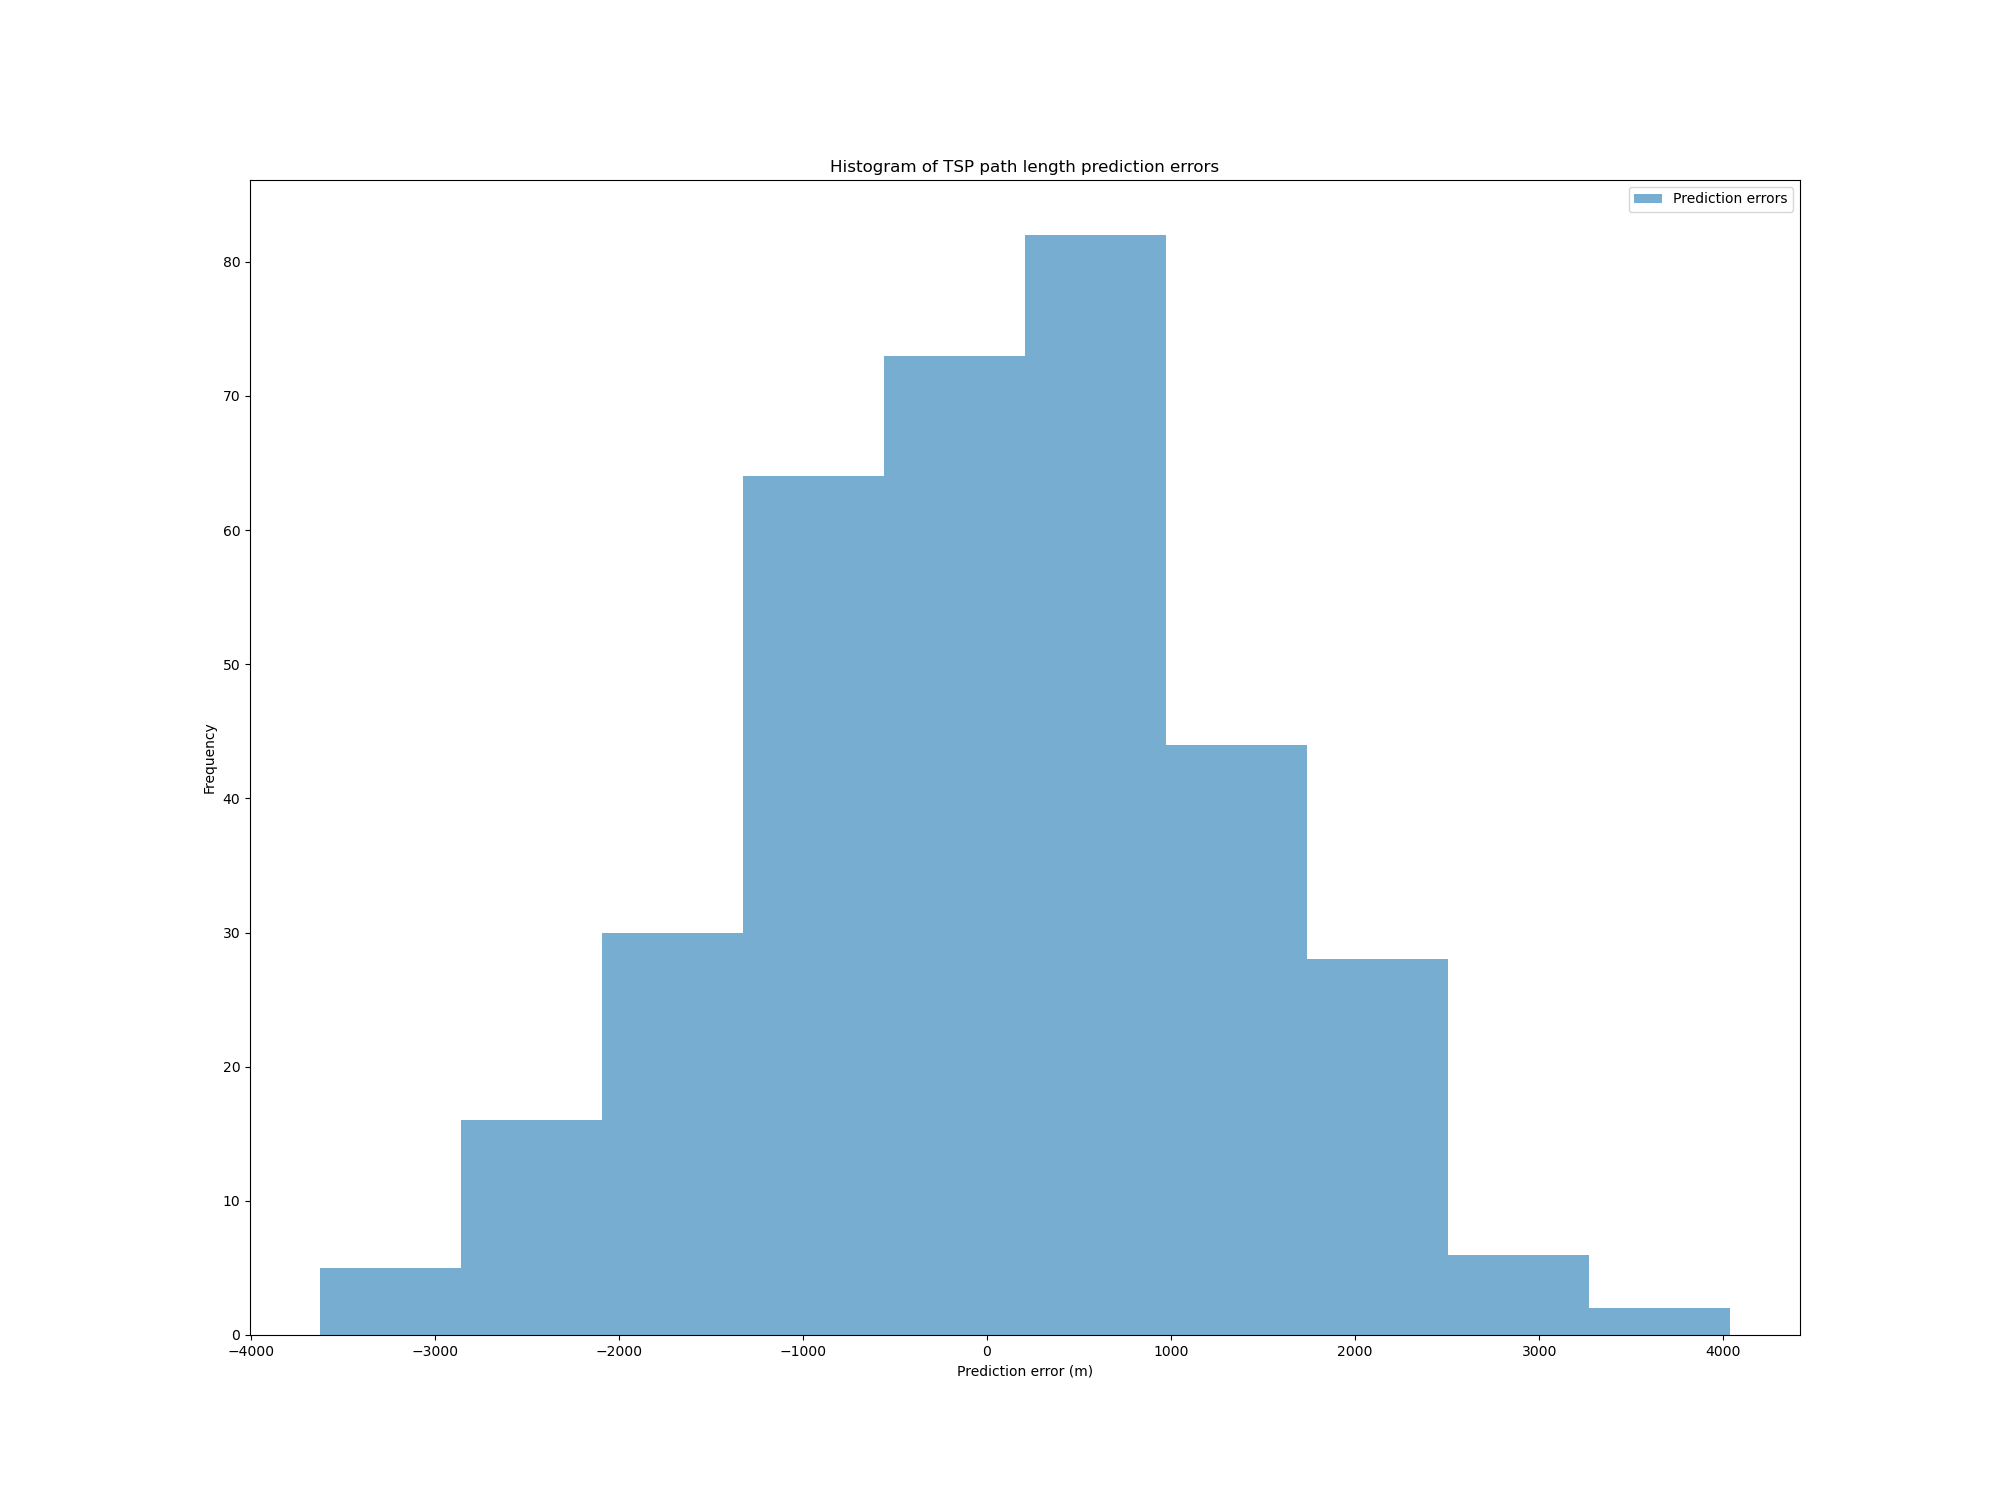 Histogram of TSP path length prediction errors
Prediction errors
80
70
60
50
40
30
20
10
0
Frequency
−4000 −3000 −2000 −1000 0 1000 2000 3000 4000
Prediction error (m)